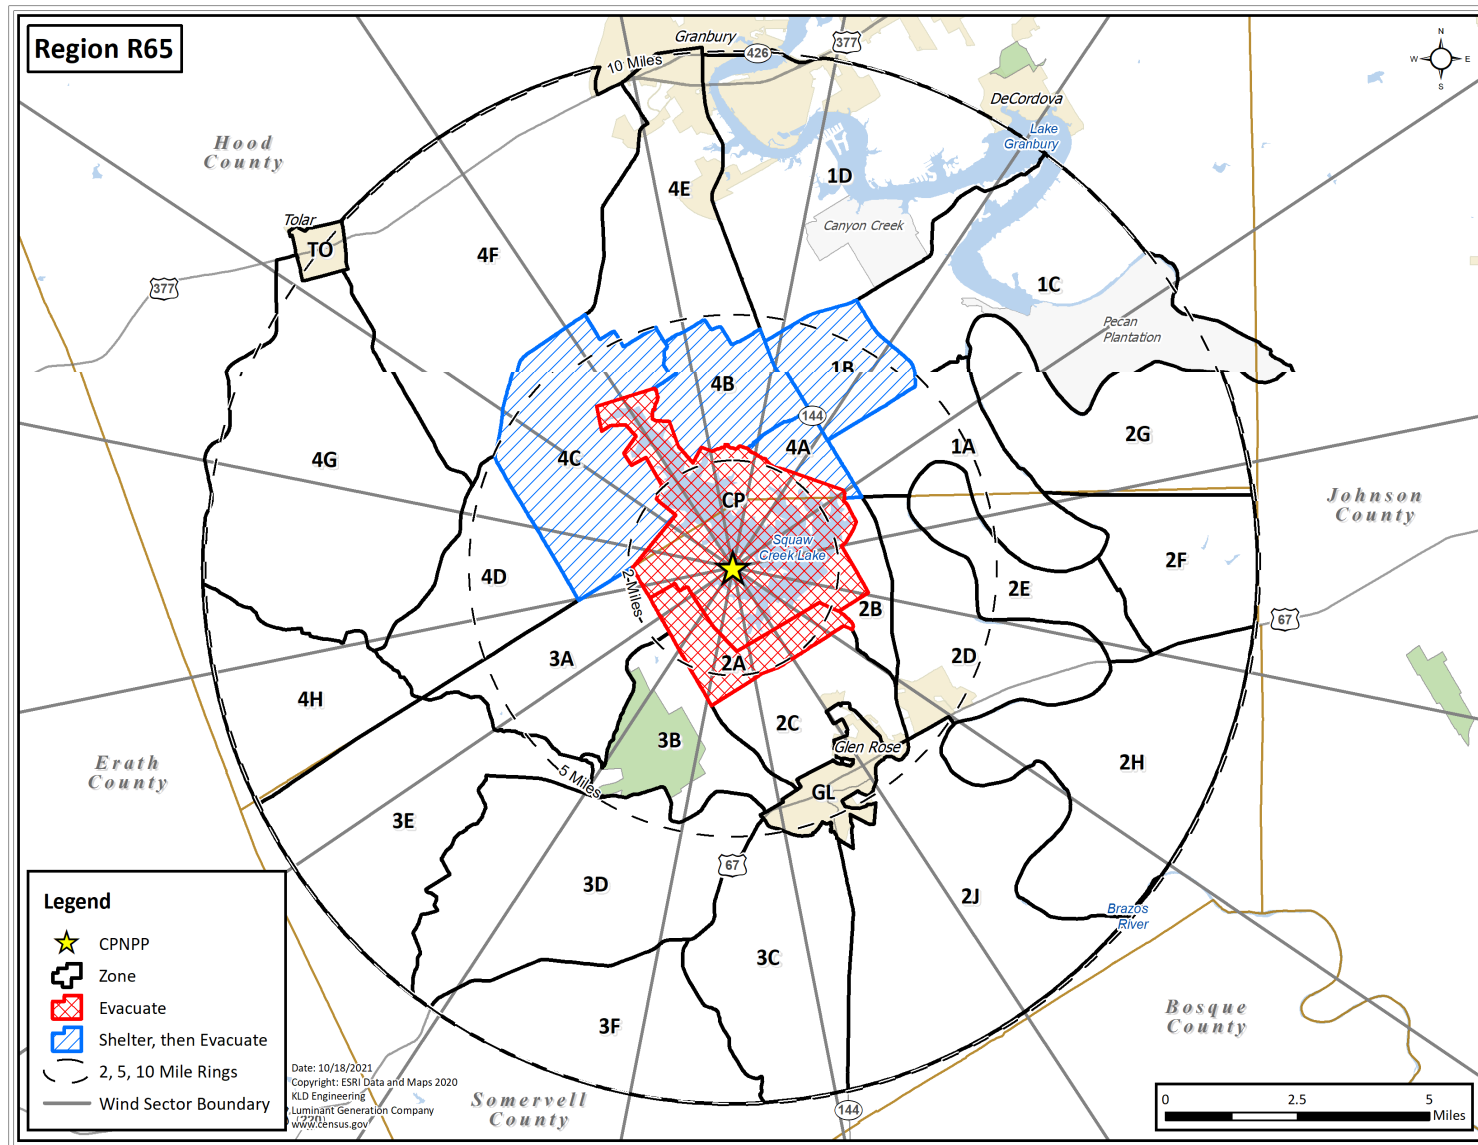 Region R65
Granbury
426
377
10 Miles
N
W
E
S
DeCordova
Lake
Granbury
Hood
County
4E
1D
Tolar
TO
Canyon Creek
4F
377
1C
Pecan
Plantation
1B
4B
144
2G
4A
1A
4G
4C
CP
Johnson
County
Squaw
Creek Lake
2F
4D
2 Miles
2E
2B
67
2D
3A
2A
4H
2C
3B
Glen Rose
Erath
County
2H
5 Miles
GL
3E
67
3D
2J
Brazos
River
3C
Bosque
County
3F
Legend
CPNPP
Zone
Evacuate
Shelter, then Evacuate
2, 5, 10 Mile Rings
Wind Sector Boundary
220
Date: 10/18/2021
Copyright: ESRI Data and Maps 2020
KLD Engineering
Luminant Generation Company
www.census.gov
Somervell
County
144
0
2.5
5
Miles